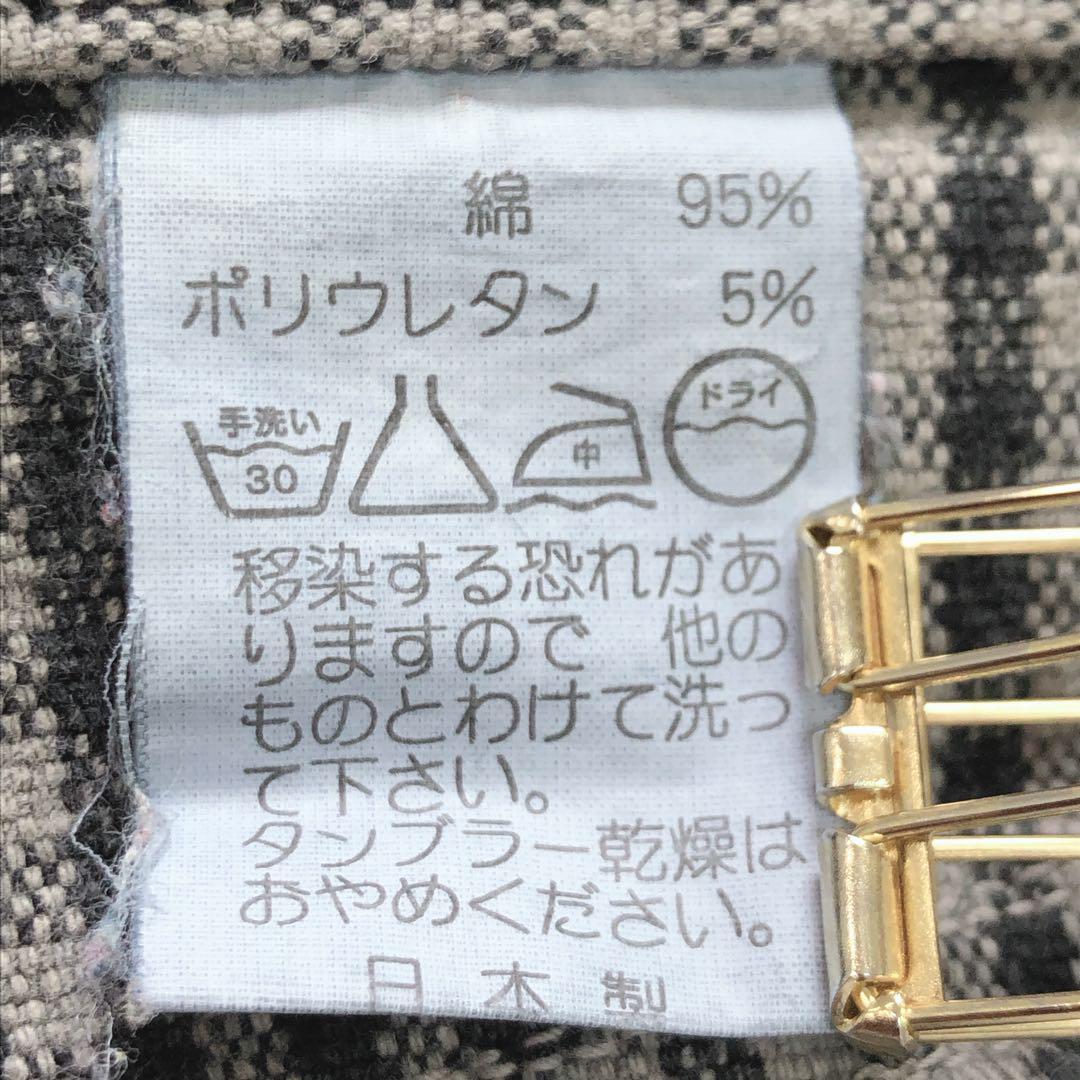 綿 95%
ポリウレタン 5%
手洗い 30 中 ドライ
移染する恐れがあ
りますので 他の
ものとわけて洗っ
て下さい。
タンブラー乾燥は
おやめください。
日本製